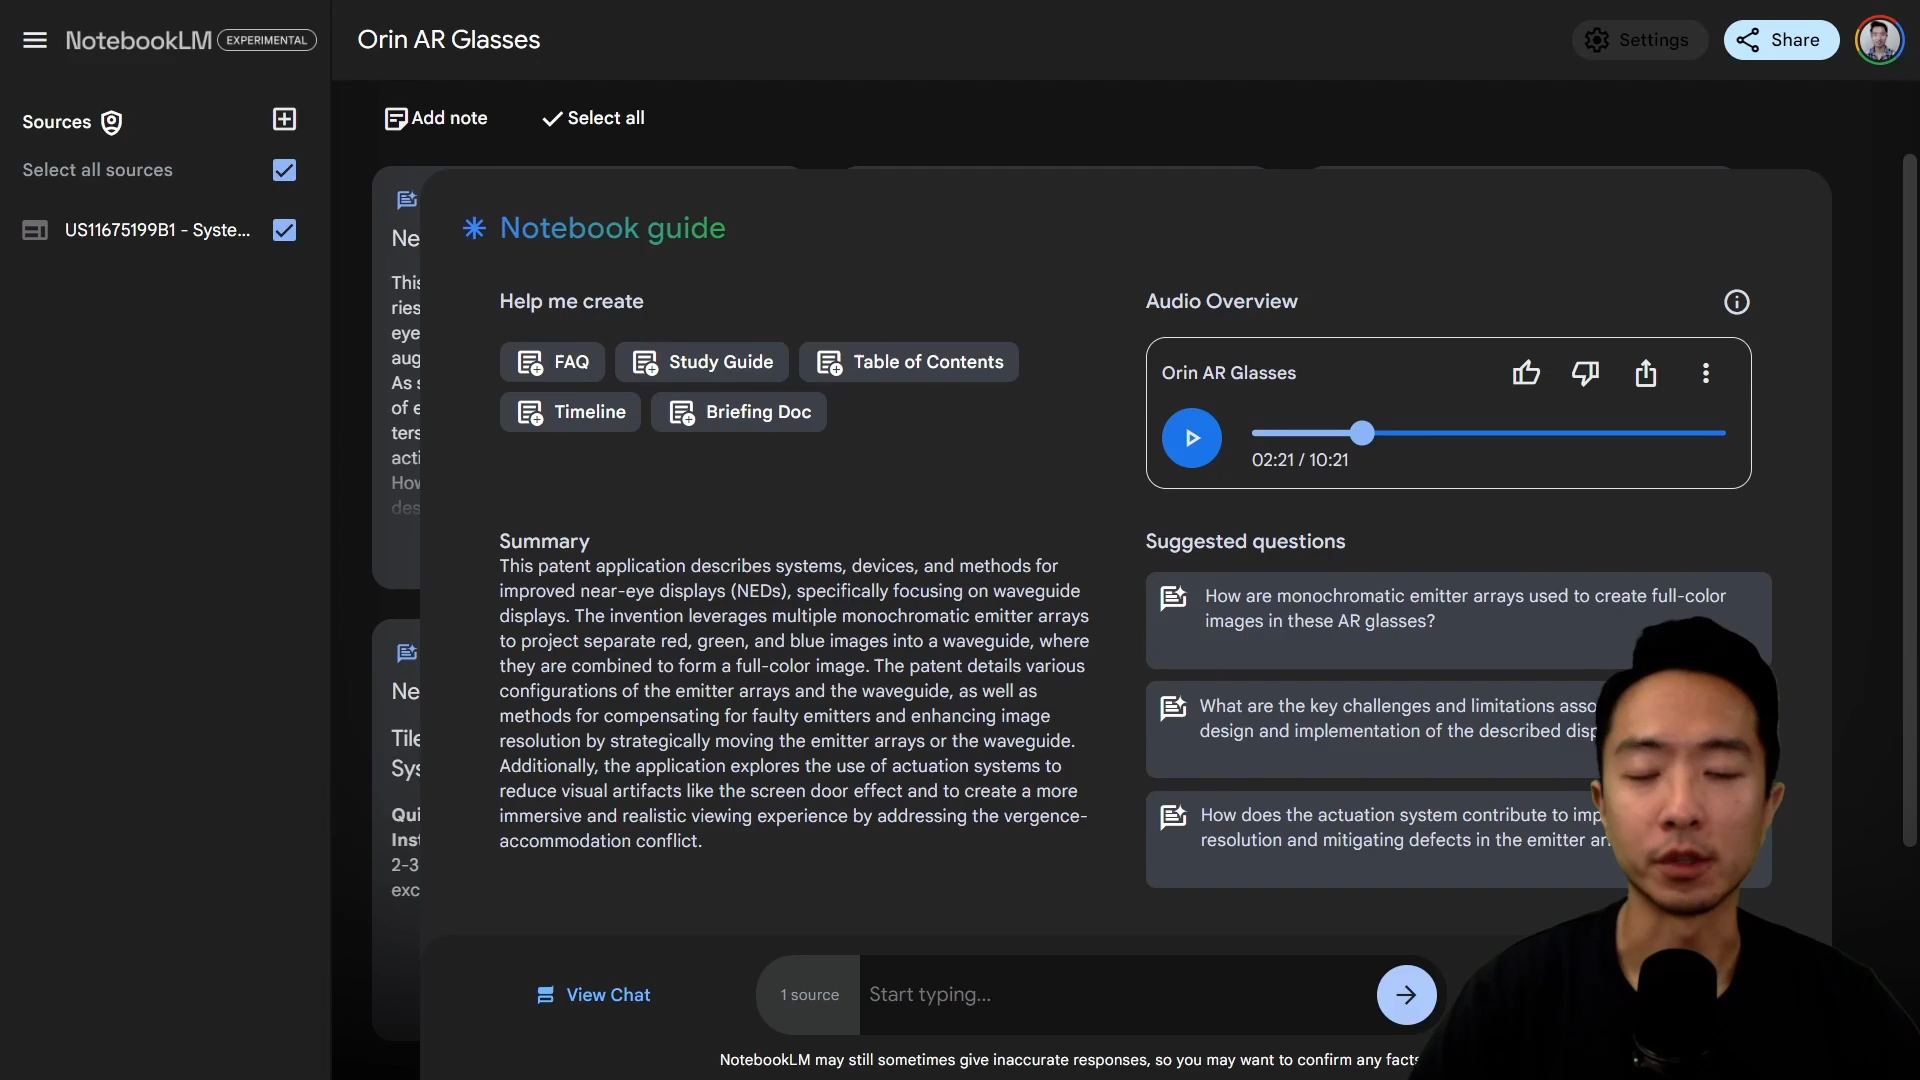 NotebookLM EXPERIMENTAL
Orin AR Glasses
Settings
Share
Sources
Select all sources
US11675199B1 - Syste...
Add note
Select all
Ne
This
ries
eye
aug
As s
of e
ters
acti
How
des
Ne
Tile
Sys
Qui
Inst
2-3
exc
Notebook guide
Help me create
FAQ
Study Guide
Table of Contents
Timeline
Briefing Doc
Audio Overview
Orin AR Glasses
02:21 / 10:21
Summary
This patent application describes systems, devices, and methods for
improved near-eye displays (NEDs), specifically focusing on waveguide
displays. The invention leverages multiple monochromatic emitter arrays
to project separate red, green, and blue images into a waveguide, where
they are combined to form a full-color image. The patent details various
configurations of the emitter arrays and the waveguide, as well as
methods for compensating for faulty emitters and enhancing image
resolution by strategically moving the emitter arrays or the waveguide.
Additionally, the application explores the use of actuation systems to
reduce visual artifacts like the screen door effect and to create a more
immersive and realistic viewing experience by addressing the vergence-
accommodation conflict.
Suggested questions
How are monochromatic emitter arrays used to create full-color
images in these AR glasses?
What are the key challenges and limitations asso
design and implementation of the described disp
How does the actuation system contribute to imp
resolution and mitigating defects in the emitter ar
View Chat
1 source
Start typing...
NotebookLM may still sometimes give inaccurate responses, so you may want to confirm any facts